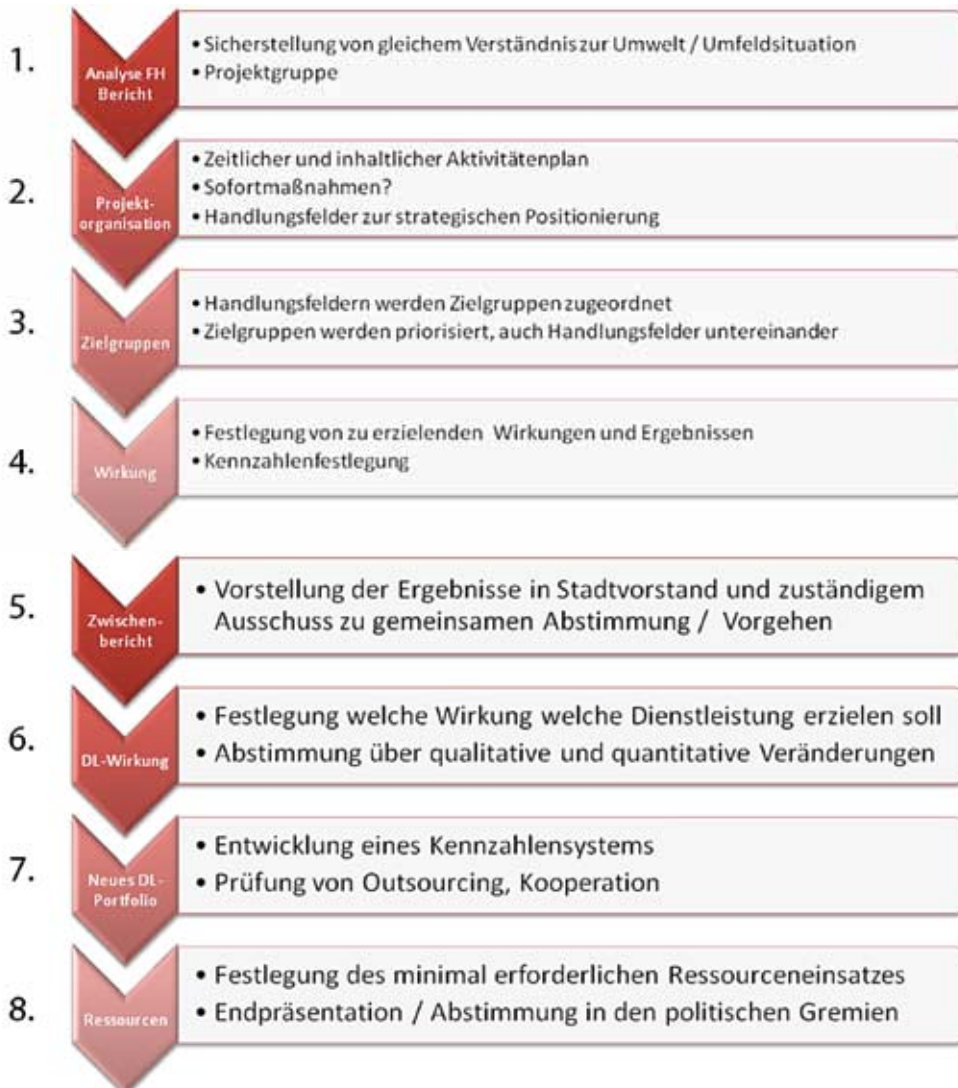 1.
Analyse FH
Bericht
• Sicherstellung von gleichem Verständnis zur Umwelt / Umfeldsituation
• Projektgruppe
2.
Projekt-
organisation
• Zeitlicher und inhaltlicher Aktivitätenplan
• Sofortmaßnahmen?
• Handlungsfelder zur strategischen Positionierung
3.
Zielgruppen
• Handlungsfeldern werden Zielgruppen zugeordnet
• Zielgruppen werden priorisiert, auch Handlungsfelder untereinander
4.
Wirkung
• Festlegung von zu erzielenden Wirkungen und Ergebnissen
• Kennzahlenfestlegung
5.
Zwischen-
bericht
• Vorstellung der Ergebnisse in Stadtvorstand und zuständigem
Ausschuss zu gemeinsamen Abstimmung / Vorgehen
6.
DL-Wirkung
• Festlegung welche Wirkung welche Dienstleistung erzielen soll
• Abstimmung über qualitative und quantitative Veränderungen
7.
Neues DL-
Portfolio
• Entwicklung eines Kennzahlensystems
• Prüfung von Outsourcing, Kooperation
8.
Ressourcen
• Festlegung des minimal erforderlichen Ressourceneinsatzes
• Endpräsentation / Abstimmung in den politischen Gremien